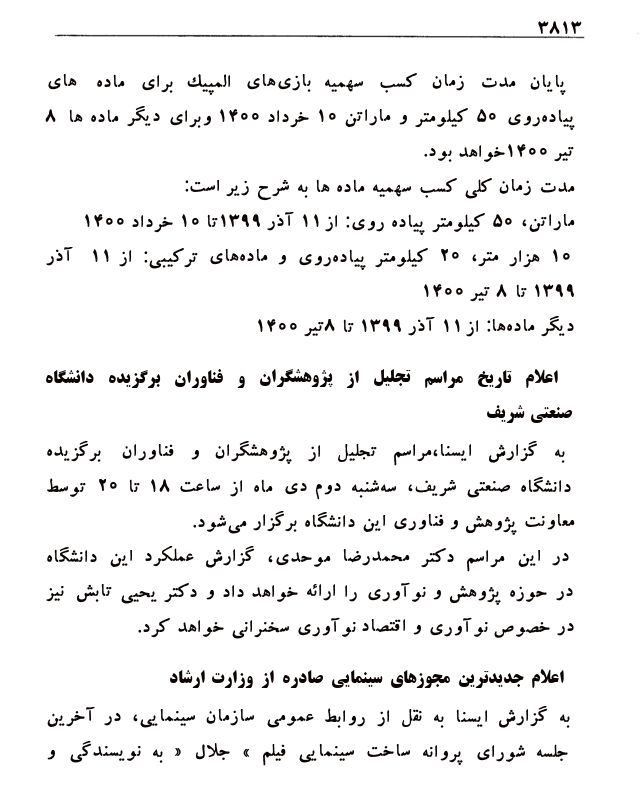 ۳۸۱۳
پایان مدت زمان کسب سهمیه بازی‌های المپیك برای ماده های
پیاده‌روی ۵۰ کیلومتر و ماراتن ۱۰ خرداد ۱۴۰۰ وبرای دیگر ماده ها ۸
تیر ۱۴۰۰خواهد بود.
مدت زمان کلی کسب سهمیه ماده ها به شرح زیر است:
ماراتن، ۵۰ کیلومتر پیاده روی: از ۱۱ آذر ۱۳۹۹تا ۱۰ خرداد ۱۴۰۰
۱۰ هزار متر، ۲۰ کیلومتر پیاده‌روی و ماده‌های ترکیبی: از ۱۱ آذر
۱۳۹۹ تا ۸ تیر ۱۴۰۰
دیگر ماده‌ها: از ۱۱ آذر ۱۳۹۹ تا ۸تیر ۱۴۰۰
اعلام تاریخ مراسم تجلیل از پژوهشگران و فناوران برگزیده دانشگاه
صنعتی شریف
به گزارش ایسنا،مراسم تجلیل از پژوهشگران و فناوران برگزیده
دانشگاه صنعتی شریف، سه‌شنبه دوم دی ماه از ساعت ۱۸ تا ۲۰ توسط
معاونت پژوهش و فناوری این دانشگاه برگزار می‌شود.
در این مراسم دکتر محمدرضا موحدی، گزارش عملکرد این دانشگاه
در حوزه پژوهش و نوآوری را ارائه خواهد داد و دکتر یحیی تابش نیز
در خصوص نوآوری و اقتصاد نوآوری سخنرانی خواهد کرد.
اعلام جدیدترین مجوزهای سینمایی صادره از وزارت ارشاد
به گزارش ایسنا به نقل از روابط عمومی سازمان سینمایی، در آخرین
جلسه شورای پروانه ساخت سینمایی فیلم » جلال « به نویسندگی و